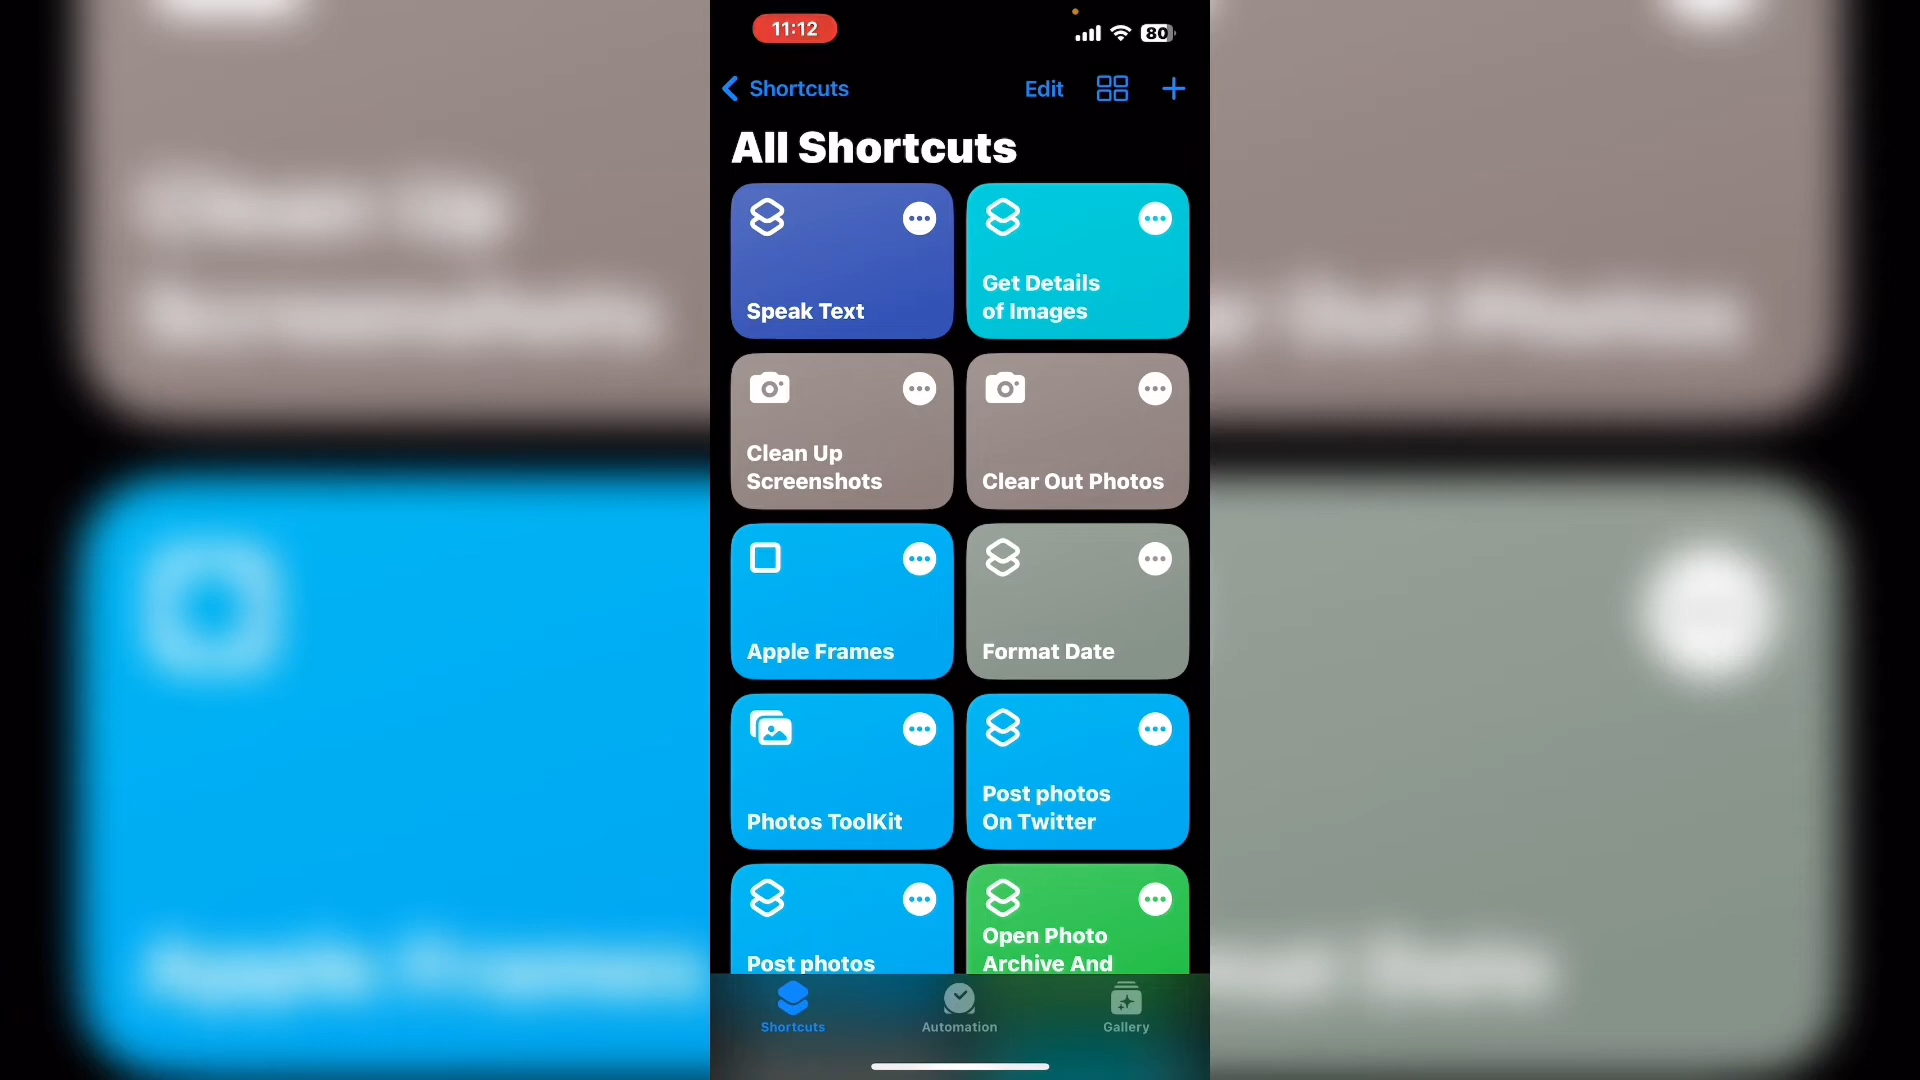 11:12
80
Shortcuts
Edit
All Shortcuts
Speak Text
Get Details
of Images
Clean Up
Screenshots
Clear Out Photos
Apple Frames
Format Date
Photos ToolKit
Post photos
On Twitter
Post photos
Open Photo
Archive And
Shortcuts
Automation
Gallery